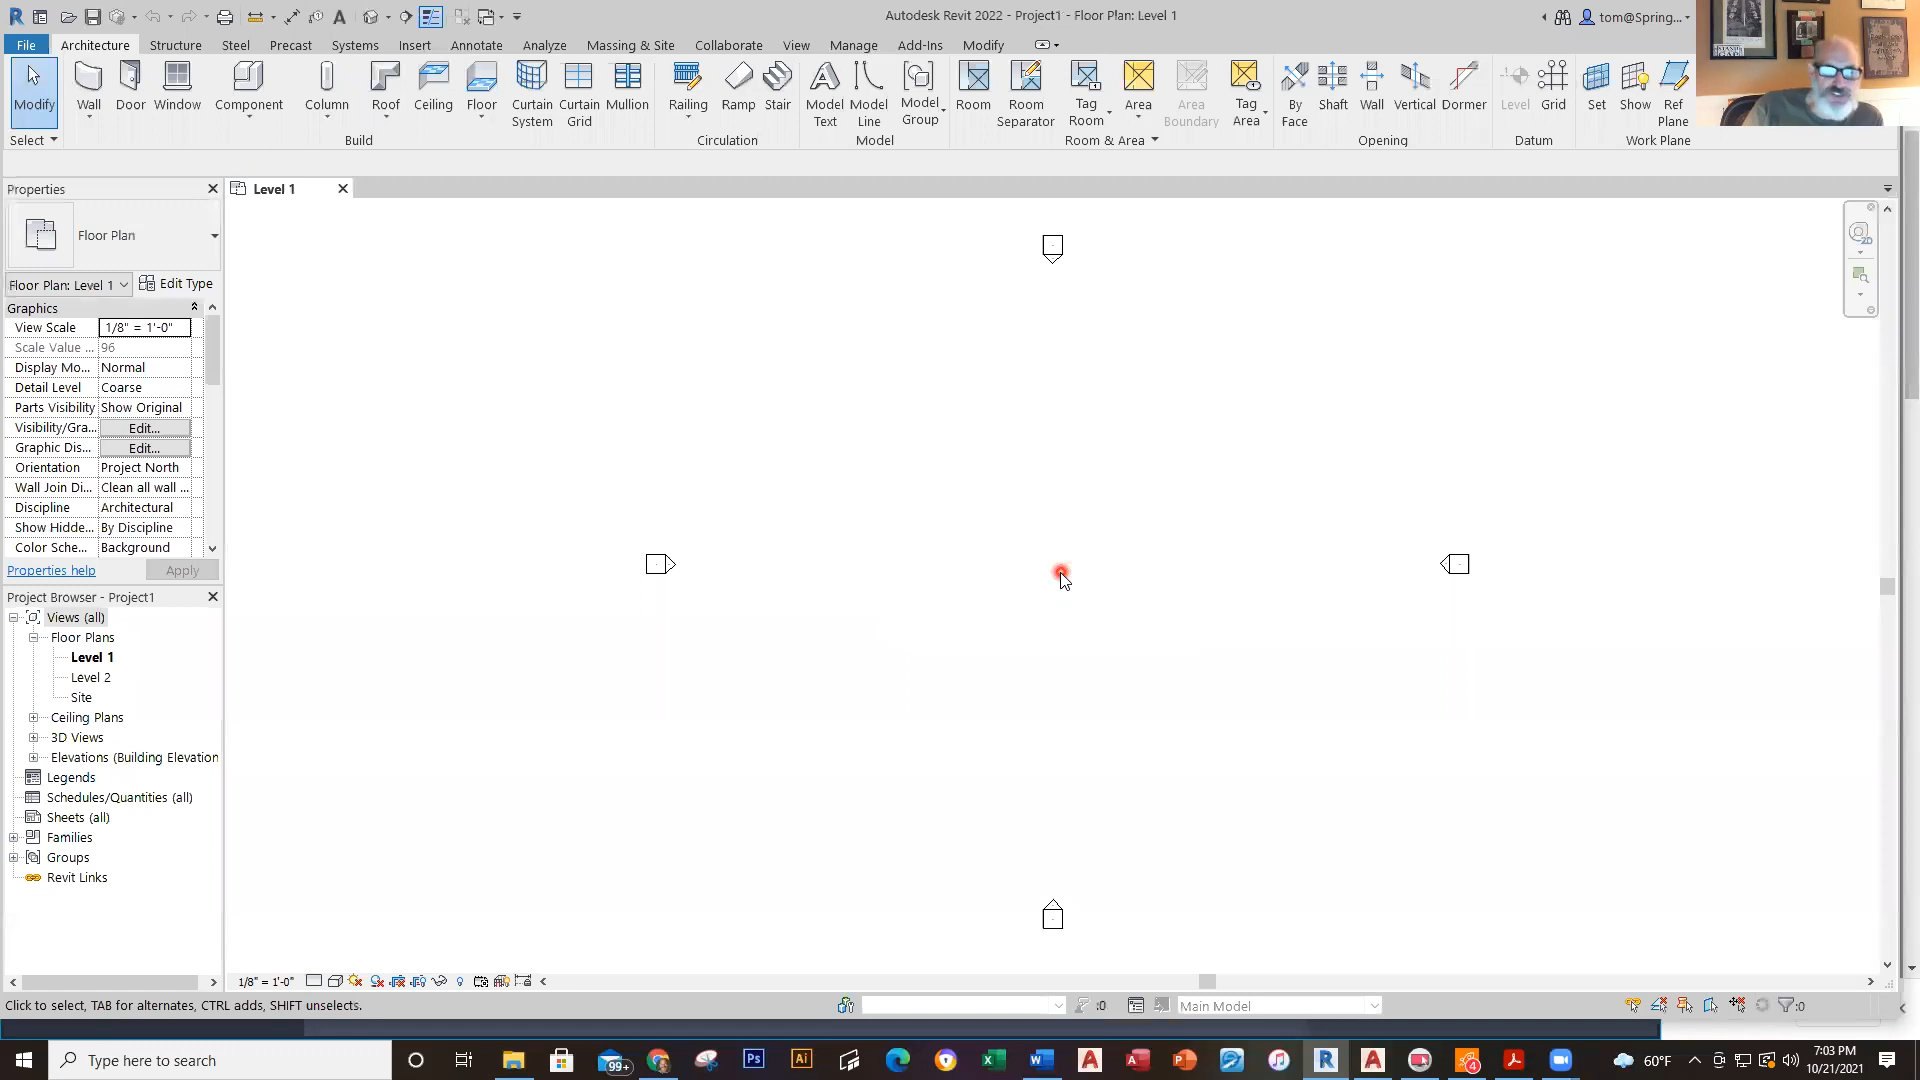 Autodesk Revit 2022 - Project1 - Floor Plan: Level 1
tom@Spring...
File Architecture Structure Steel Precast Systems Insert Annotate Analyze Massing & Site Collaborate View Manage Add-Ins Modify
Modify Wall Door Window Component Column Roof Ceiling Floor Curtain System Curtain Grid Mullion Railing Ramp Stair Model Text Model Line Model Group Room Room Separator Tag Room Area Area Boundary Tag Area By Face Shaft Wall Vertical Dormer Level Grid Set Show Ref Plane
Select Build Circulation Model Room & Area Opening Datum Work Plane
Properties
Level 1
Floor Plan
Floor Plan: Level 1 Edit Type
Graphics
View Scale 1/8" = 1'-0"
Scale Value ... 96
Display Mo... Normal
Detail Level Coarse
Parts Visibility Show Original
Visibility/Gra... Edit...
Graphic Dis... Edit...
Orientation Project North
Wall Join Di... Clean all wall ...
Discipline Architectural
Show Hidde... By Discipline
Color Sche... Background
Properties help Apply
Project Browser - Project1
Views (all)
Floor Plans
Level 1
Level 2
Site
Ceiling Plans
3D Views
Elevations (Building Elevation
Legends
Schedules/Quantities (all)
Sheets (all)
Families
Groups
Revit Links
1/8" = 1'-0"
Click to select, TAB for alternates, CTRL adds, SHIFT unselects.
:0
Main Model
:0
Type here to search
99+
Ps
Ai
4
60°F
7:03 PM
10/21/2021